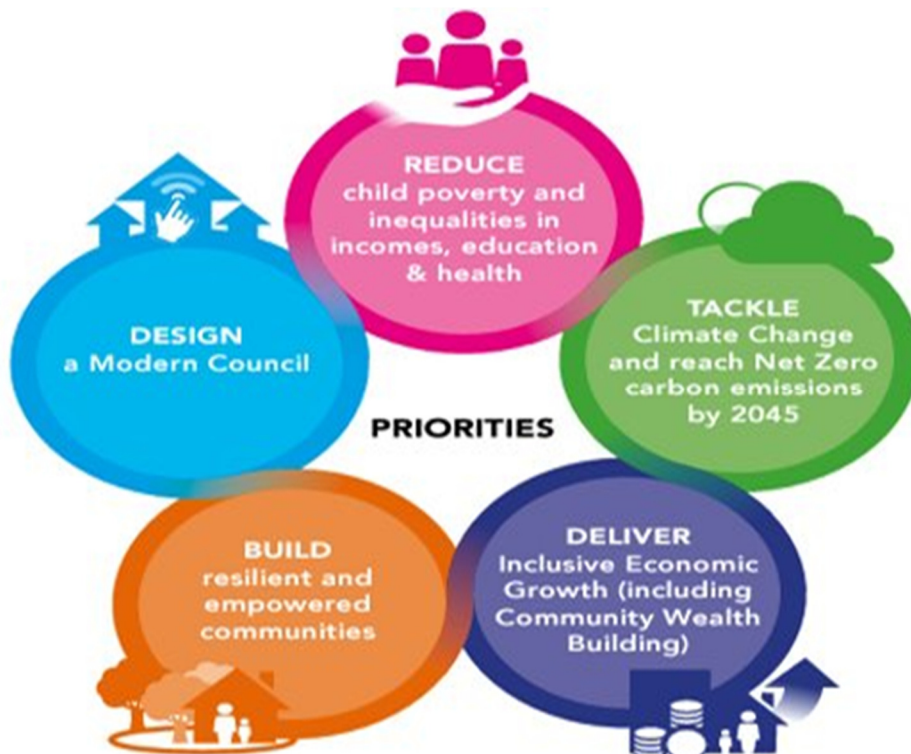 REDUCE
child poverty and
inequalities in
incomes, education
& health
TACKLE
Climate Change
and reach Net Zero
carbon emissions
by 2045
DESIGN
a Modern Council
PRIORITIES
DELIVER
Inclusive Economic
Growth (including
Community Wealth
Building)
BUILD
resilient and
empowered
communities